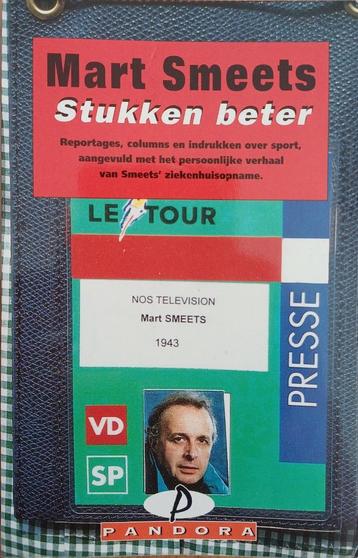 Mart Smeets
Stukken beter
Reportages, columns en indrukken over sport,
aangevuld met het persoonlijke verhaal
van Smeets' ziekenhuisopname.
LE TOUR
NOS TELEVISION
Mart SMEETS
1943
PRESSE
VD
SP
P
PANDORA